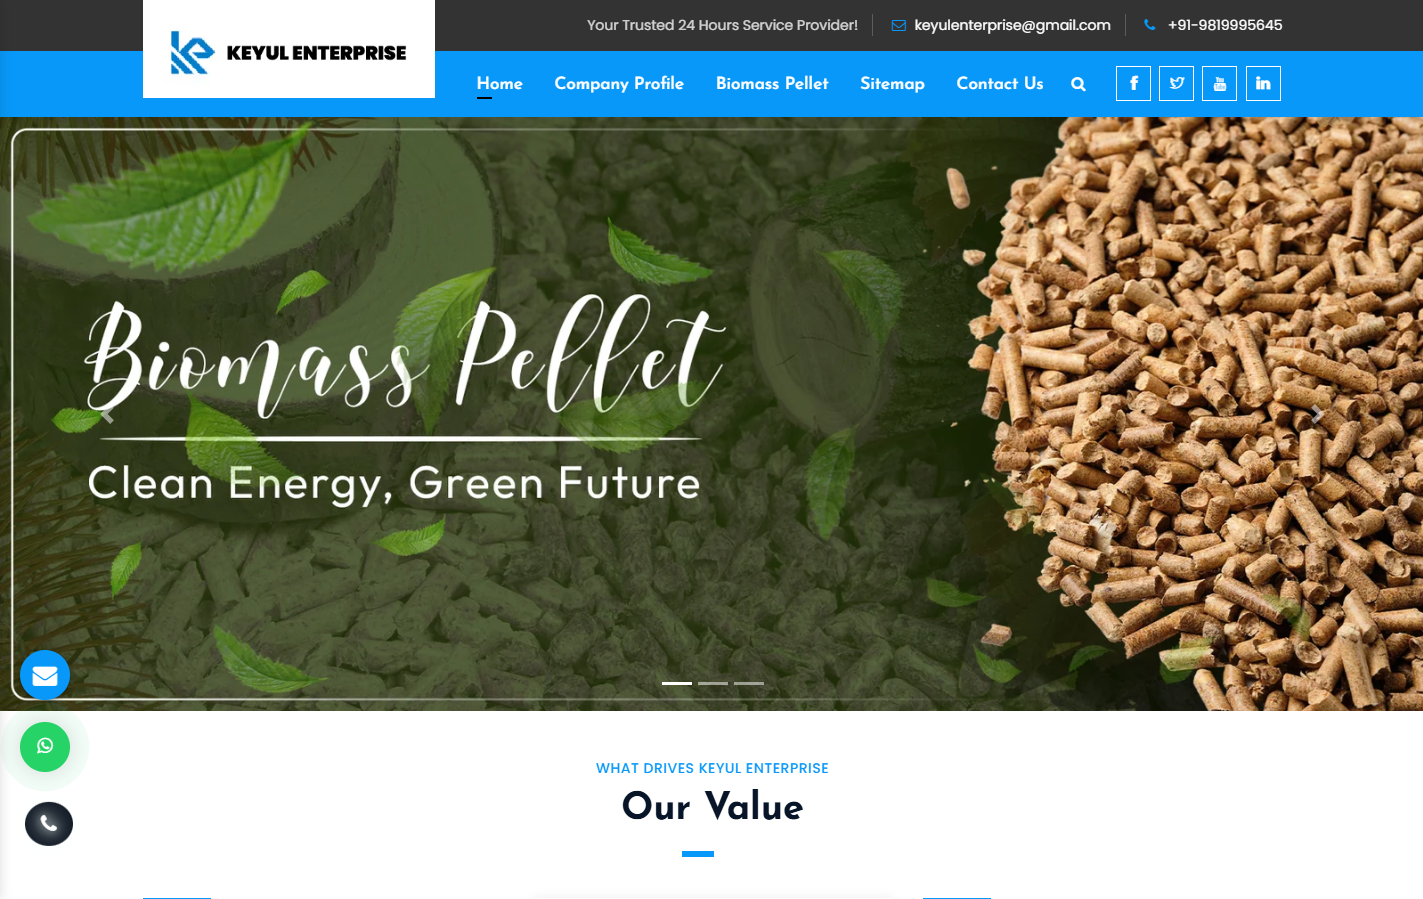 Your Trusted 24 Hours Service Provider!
keyulenterprise@gmail.com
+91-9819995645
KEYUL ENTERPRISE
Home
Company Profile
Biomass Pellet
Sitemap
Contact Us
Biomass Pellet
Clean Energy, Green Future
WHAT DRIVES KEYUL ENTERPRISE
Our Value